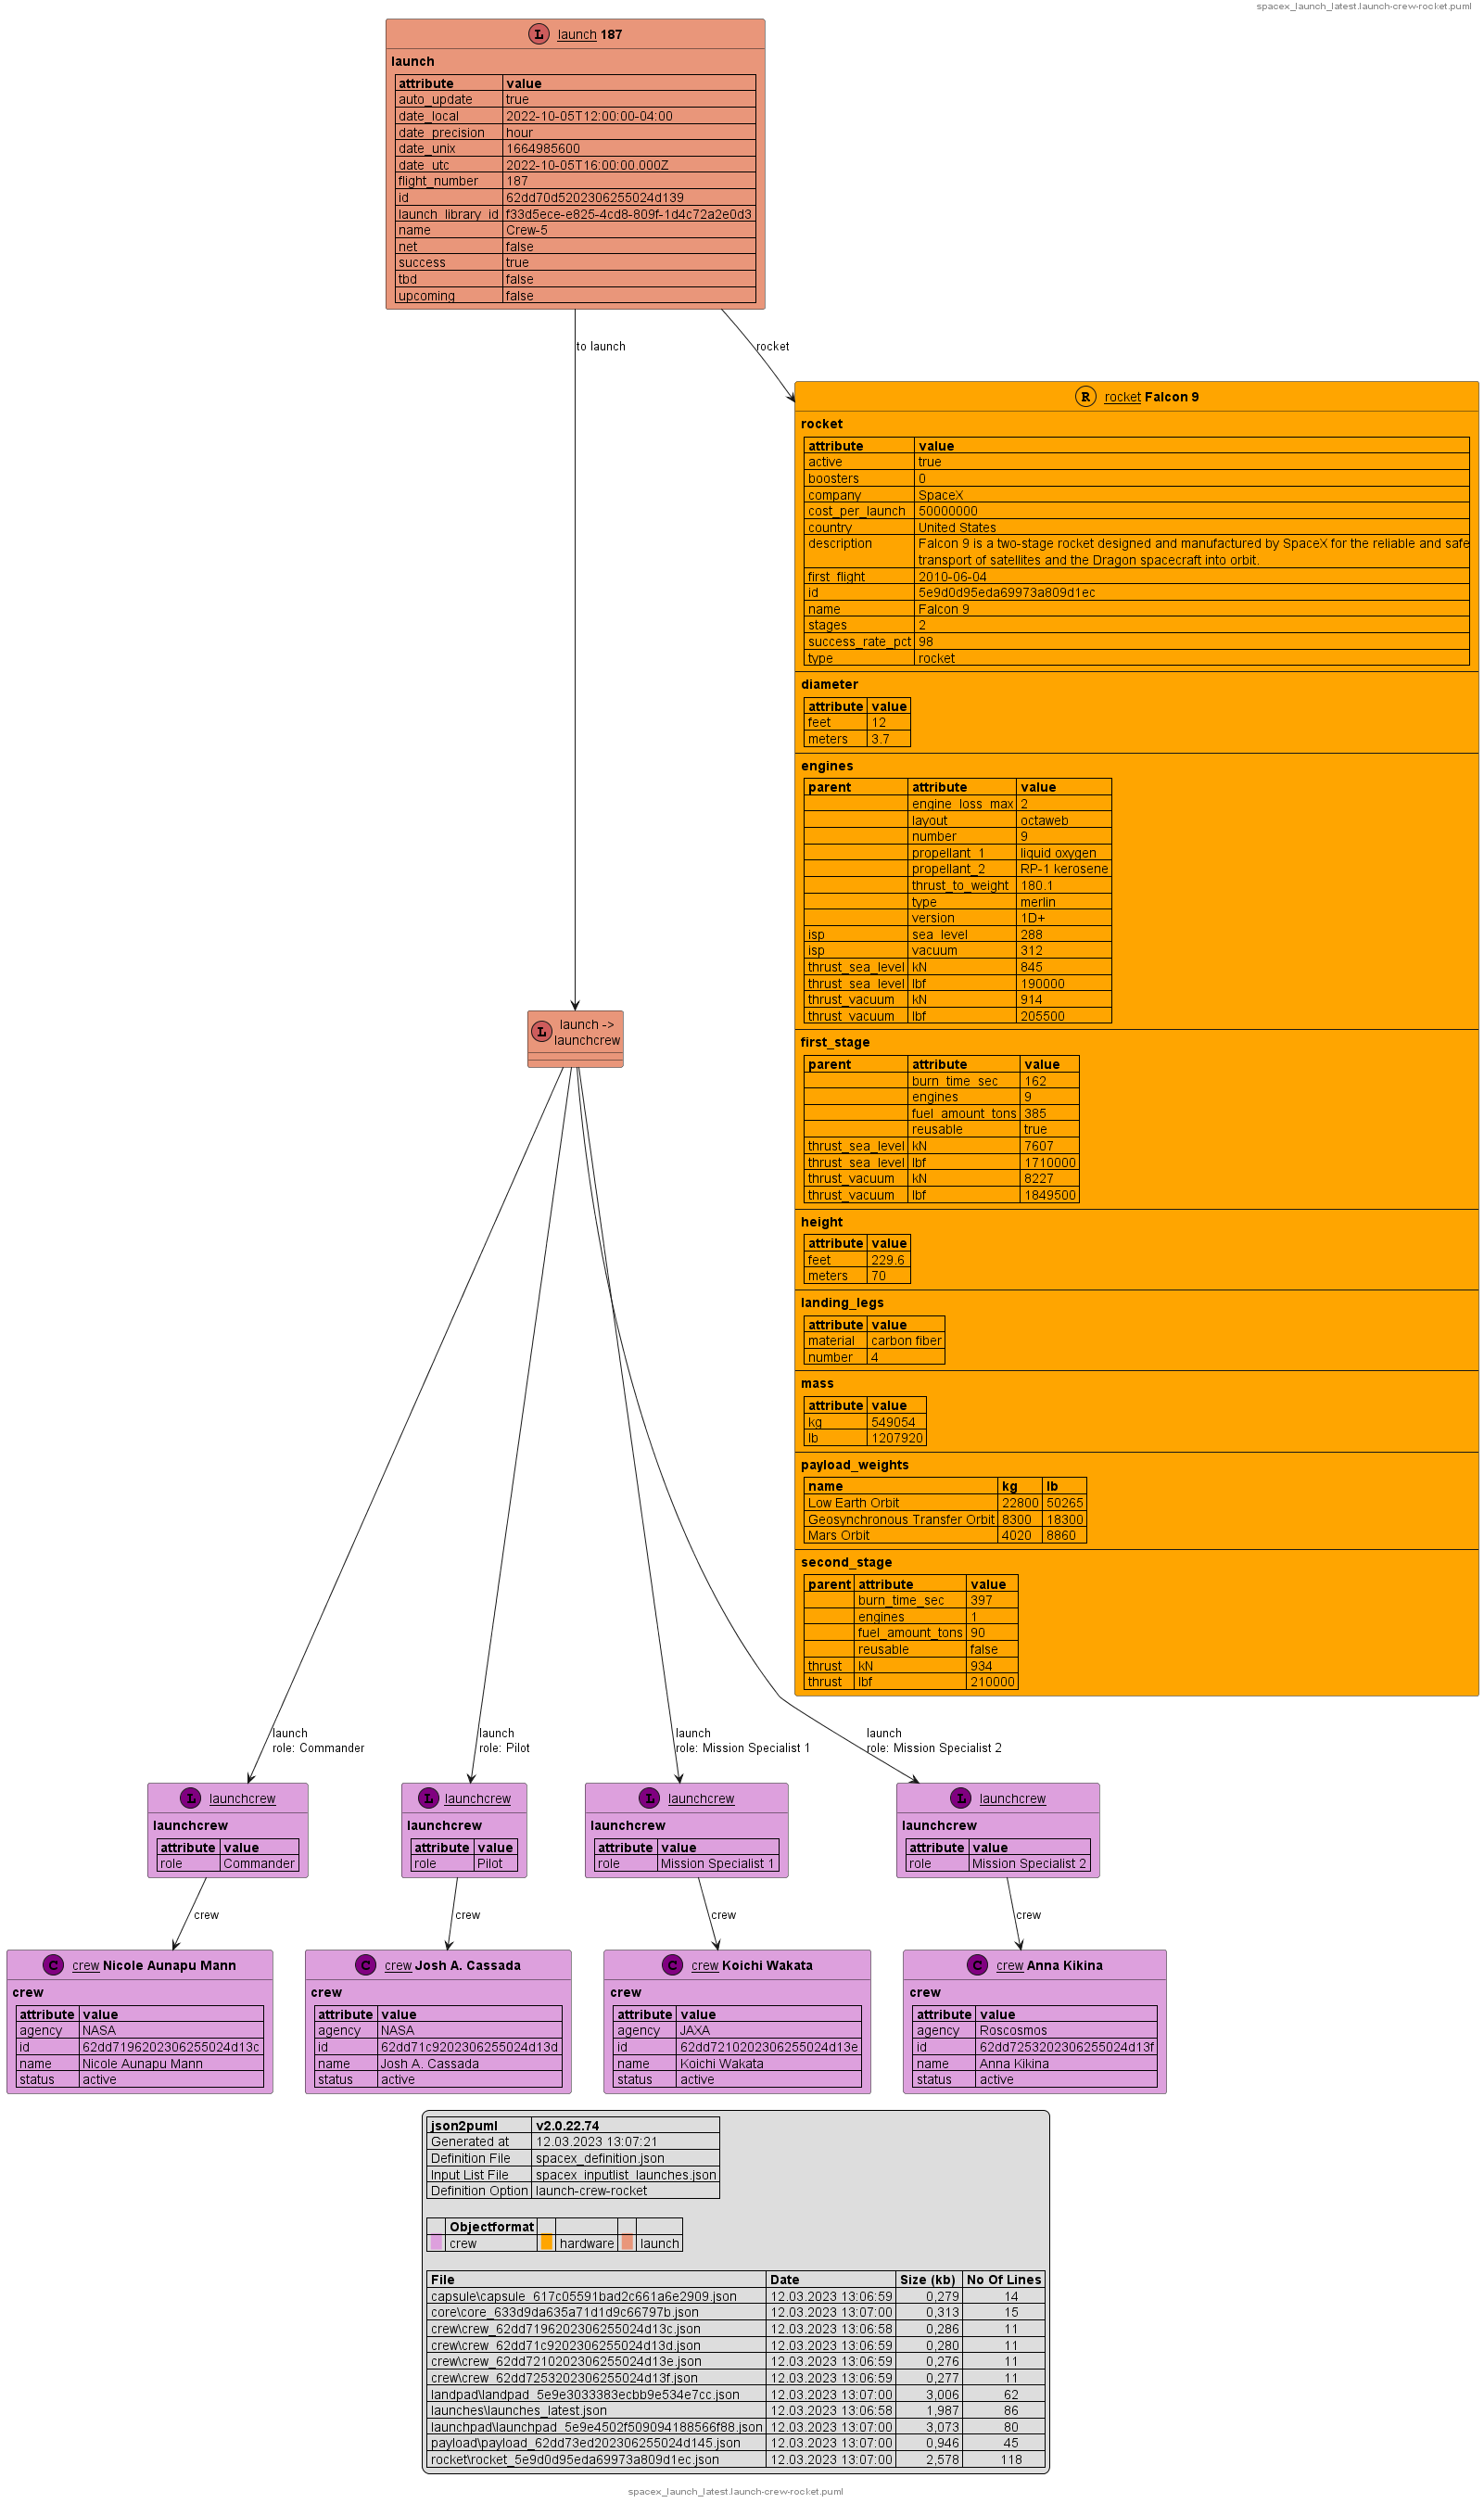 spacex_launch_latest.launch-crew-rocket.puml
L launch 187
launch
attribute value
auto_update true
date_local 2022-10-05T12:00:00-04:00
date_precision hour
date_unix 1664985600
date_utc 2022-10-05T16:00:00.000Z
flight_number 187
id 62dd70d5202306255024d139
launch_library_id f33d5ece-e825-4cd8-809f-1d4c72a2e0d3
name Crew-5
net false
success true
tbd false
upcoming false
to launch
rocket
R rocket Falcon 9
rocket
attribute value
active true
boosters 0
company SpaceX
cost_per_launch 50000000
country United States
description Falcon 9 is a two-stage rocket designed and manufactured by SpaceX for the reliable and safe
transport of satellites and the Dragon spacecraft into orbit.
first_flight 2010-06-04
id 5e9d0d95eda69973a809d1ec
name Falcon 9
stages 2
success_rate_pct 98
type rocket
diameter
attribute value
feet 12
meters 3.7
engines
parent attribute value
engine_loss_max 2
layout octaweb
number 9
propellant_1 liquid oxygen
propellant_2 RP-1 kerosene
thrust_to_weight 180.1
type merlin
version 1D+
isp sea_level 288
isp vacuum 312
thrust_sea_level kN 845
thrust_sea_level lbf 190000
thrust_vacuum kN 914
thrust_vacuum lbf 205500
first_stage
parent attribute value
burn_time_sec 162
engines 9
fuel_amount_tons 385
reusable true
thrust_sea_level kN 7607
thrust_sea_level lbf 1710000
thrust_vacuum kN 8227
thrust_vacuum lbf 1849500
height
attribute value
feet 229.6
meters 70
landing_legs
attribute value
material carbon fiber
number 4
mass
attribute value
kg 549054
lb 1207920
payload_weights
name kg lb
Low Earth Orbit 22800 50265
Geosynchronous Transfer Orbit 8300 18300
Mars Orbit 4020 8860
second_stage
parent attribute value
burn_time_sec 397
engines 1
fuel_amount_tons 90
reusable false
thrust kN 934
thrust lbf 210000
L launch ->
launchcrew
launch
role: Commander
launch
role: Pilot
launch
role: Mission Specialist 1
launch
role: Mission Specialist 2
L launchcrew
launchcrew
attribute value
role Commander
L launchcrew
launchcrew
attribute value
role Pilot
L launchcrew
launchcrew
attribute value
role Mission Specialist 1
L launchcrew
launchcrew
attribute value
role Mission Specialist 2
crew
crew
crew
crew
C crew Nicole Aunapu Mann
crew
attribute value
agency NASA
id 62dd7196202306255024d13c
name Nicole Aunapu Mann
status active
C crew Josh A. Cassada
crew
attribute value
agency NASA
id 62dd71c9202306255024d13d
name Josh A. Cassada
status active
C crew Koichi Wakata
crew
attribute value
agency JAXA
id 62dd7210202306255024d13e
name Koichi Wakata
status active
C crew Anna Kikina
crew
attribute value
agency Roscosmos
id 62dd7253202306255024d13f
name Anna Kikina
status active
json2puml v2.0.22.74
Generated at 12.03.2023 13:07:21
Definition File spacex_definition.json
Input List File spacex_inputlist_launches.json
Definition Option launch-crew-rocket
Objectformat
crew hardware launch
File Date Size (kb) No Of Lines
capsule\capsule_617c05591bad2c661a6e2909.json 12.03.2023 13:06:59 0,279 14
core\core_633d9da635a71d1d9c66797b.json 12.03.2023 13:07:00 0,313 15
crew\crew_62dd7196202306255024d13c.json 12.03.2023 13:06:58 0,286 11
crew\crew_62dd71c9202306255024d13d.json 12.03.2023 13:06:59 0,280 11
crew\crew_62dd7210202306255024d13e.json 12.03.2023 13:06:59 0,276 11
crew\crew_62dd7253202306255024d13f.json 12.03.2023 13:06:59 0,277 11
landpad\landpad_5e9e3033383ecbb9e534e7cc.json 12.03.2023 13:07:00 3,006 62
launches\launches_latest.json 12.03.2023 13:06:58 1,987 86
launchpad\launchpad_5e9e4502f509094188566f88.json 12.03.2023 13:07:00 3,073 80
payload\payload_62dd73ed202306255024d145.json 12.03.2023 13:07:00 0,946 45
rocket\rocket_5e9d0d95eda69973a809d1ec.json 12.03.2023 13:07:00 2,578 118
spacex_launch_latest.launch-crew-rocket.puml